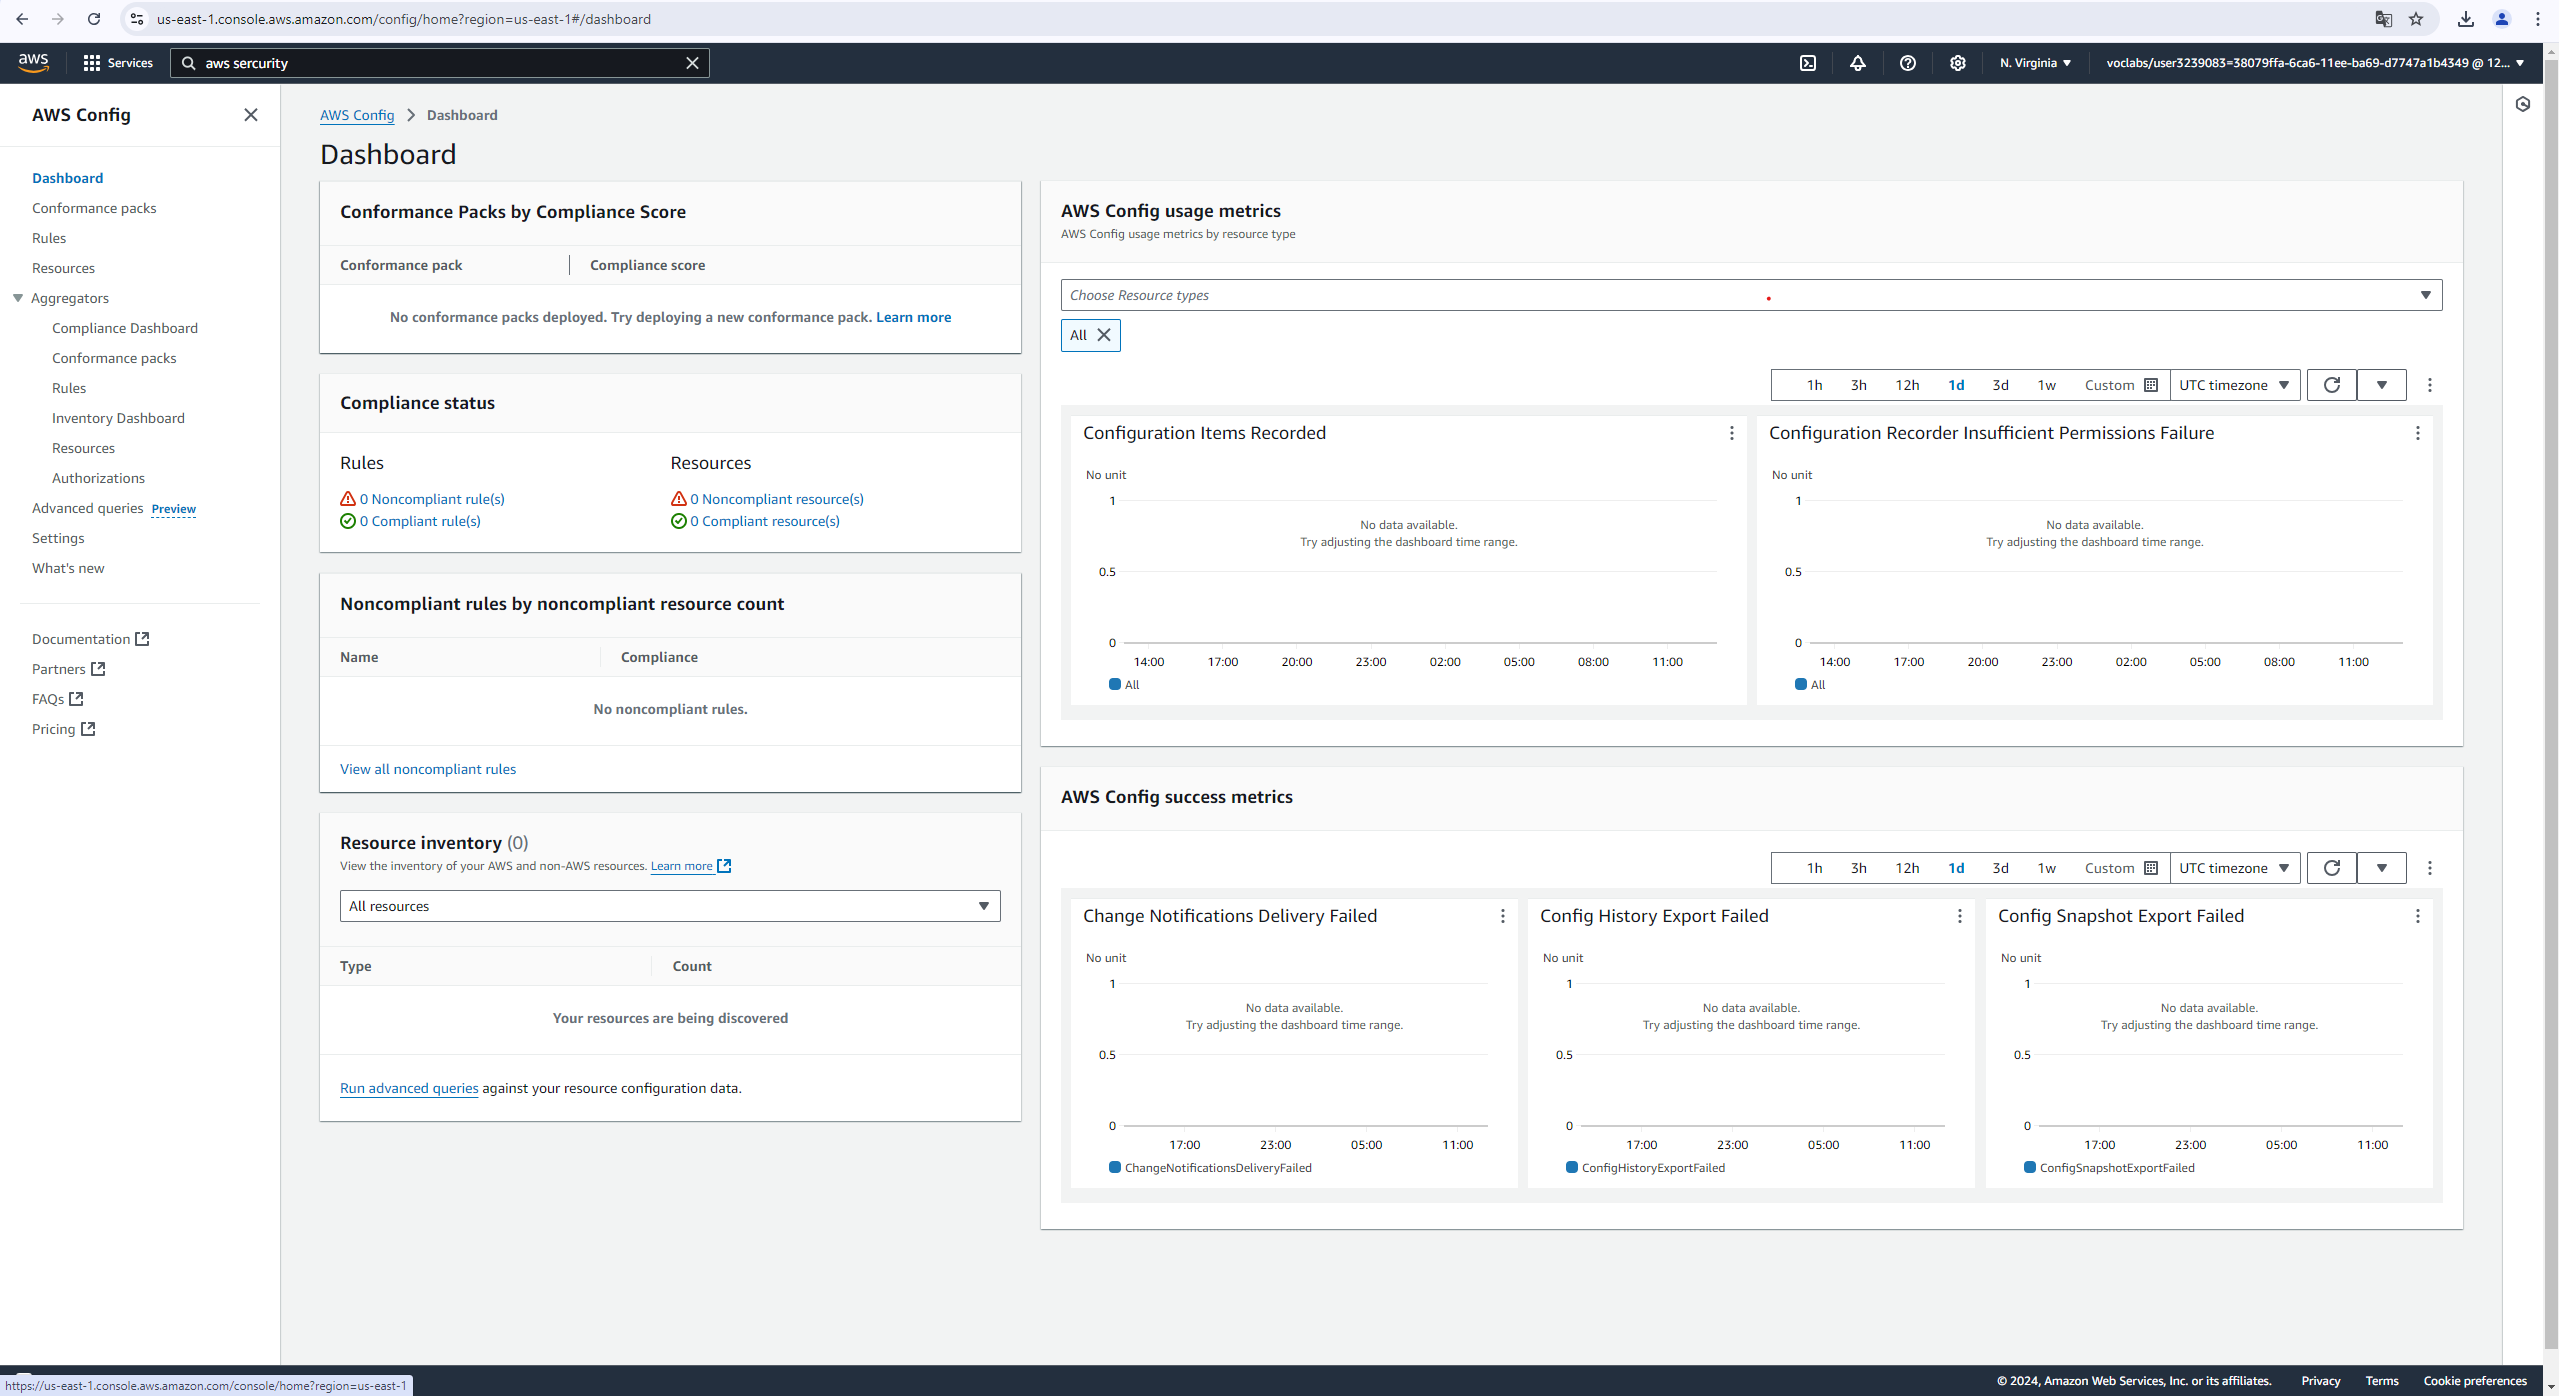 us-east-1.console.aws.amazon.com/config/home?region=us-east-1#/dashboard
aws
Services
aws sercurity
N. Virginia
voclabs/user3239083=38079ffa-6ca6-11ee-ba69-d7747a1b4349 @ 12...
AWS Config
Dashboard
Conformance packs
Rules
Resources
Aggregators
Compliance Dashboard
Conformance packs
Rules
Inventory Dashboard
Resources
Authorizations
Advanced queries Preview
Settings
What's new
Documentation
Partners
FAQs
Pricing
AWS Config > Dashboard
Dashboard
Conformance Packs by Compliance Score
Conformance pack Compliance score
No conformance packs deployed. Try deploying a new conformance pack. Learn more
Compliance status
Rules
0 Noncompliant rule(s)
0 Compliant rule(s)
Resources
0 Noncompliant resource(s)
0 Compliant resource(s)
Noncompliant rules by noncompliant resource count
Name Compliance
No noncompliant rules.
View all noncompliant rules
Resource inventory (0)
View the inventory of your AWS and non-AWS resources. Learn more
All resources
Type Count
Your resources are being discovered
Run advanced queries against your resource configuration data.
AWS Config usage metrics
AWS Config usage metrics by resource type
Choose Resource types
All
1h 3h 12h 1d 3d 1w Custom UTC timezone
Configuration Items Recorded
No unit
1
No data available.
Try adjusting the dashboard time range.
0.5
0
14:00 17:00 20:00 23:00 02:00 05:00 08:00 11:00
All
Configuration Recorder Insufficient Permissions Failure
No unit
1
No data available.
Try adjusting the dashboard time range.
0.5
0
14:00 17:00 20:00 23:00 02:00 05:00 08:00 11:00
All
AWS Config success metrics
1h 3h 12h 1d 3d 1w Custom UTC timezone
Change Notifications Delivery Failed
No unit
1
No data available.
Try adjusting the dashboard time range.
0.5
0
17:00 23:00 05:00 11:00
ChangeNotificationsDeliveryFailed
Config History Export Failed
No unit
1
No data available.
Try adjusting the dashboard time range.
0.5
0
17:00 23:00 05:00 11:00
ConfigHistoryExportFailed
Config Snapshot Export Failed
No unit
1
No data available.
Try adjusting the dashboard time range.
0.5
0
17:00 23:00 05:00 11:00
ConfigSnapshotExportFailed
https://us-east-1.console.aws.amazon.com/console/home?region=us-east-1
© 2024, Amazon Web Services, Inc. or its affiliates. Privacy Terms Cookie preferences